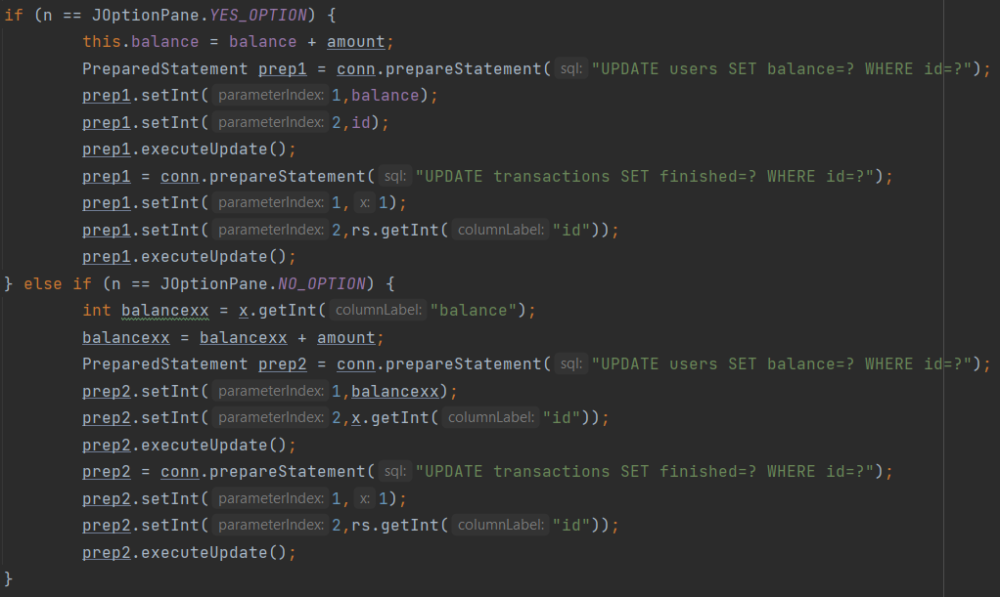 if (n == JOptionPane.YES_OPTION) {
this.balance = balance + amount;
PreparedStatement prep1 = conn.prepareStatement( sql: "UPDATE users SET balance=? WHERE id=?");
prep1.setInt( parameterIndex: 1,balance);
prep1.setInt( parameterIndex: 2,id);
prep1.executeUpdate();
prep1 = conn.prepareStatement( sql: "UPDATE transactions SET finished=? WHERE id=?");
prep1.setInt( parameterIndex: 1, x: 1);
prep1.setInt( parameterIndex: 2,rs.getInt( columnLabel: "id"));
prep1.executeUpdate();
} else if (n == JOptionPane.NO_OPTION) {
int balancexx = x.getInt( columnLabel: "balance");
balancexx = balancexx + amount;
PreparedStatement prep2 = conn.prepareStatement( sql: "UPDATE users SET balance=? WHERE id=?");
prep2.setInt( parameterIndex: 1,balancexx);
prep2.setInt( parameterIndex: 2,x.getInt( columnLabel: "id"));
prep2.executeUpdate();
prep2 = conn.prepareStatement( sql: "UPDATE transactions SET finished=? WHERE id=?");
prep2.setInt( parameterIndex: 1, x: 1);
prep2.setInt( parameterIndex: 2,rs.getInt( columnLabel: "id"));
prep2.executeUpdate();
}